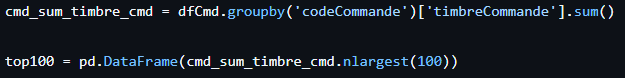 cmd_sum_timbre_cmd = dfCmd.groupby('codeCommande')['timbreCommande'].sum()
top100 = pd.DataFrame(cmd_sum_timbre_cmd.nlargest(100))